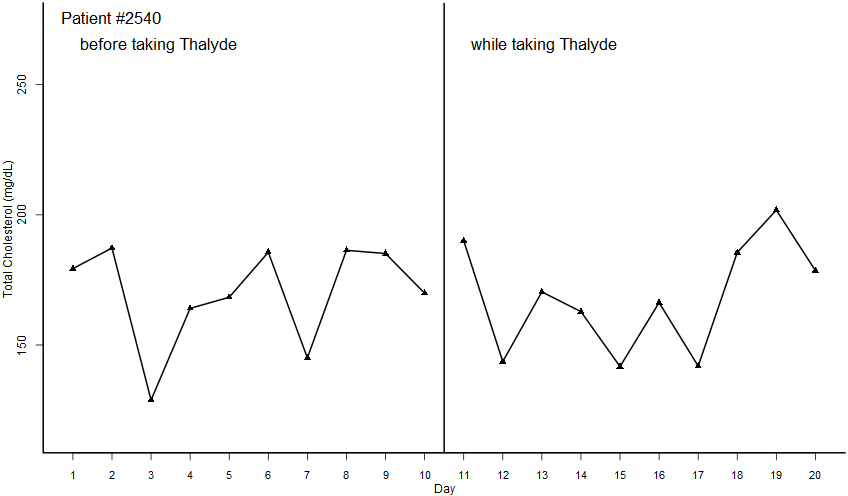 Patient #2540
before taking Thalyde
while taking Thalyde
Total Cholesterol (mg/dL)
250
200
150
1 2 3 4 5 6 7 8 9 10 11 12 13 14 15 16 17 18 19 20
Day